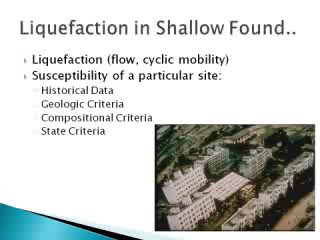 Liquefaction in Shallow Found..
Liquefaction (flow, cyclic mobility)
Susceptibility of a particular site:
Historical Data
Geologic Criteria
Compositional Criteria
State Criteria